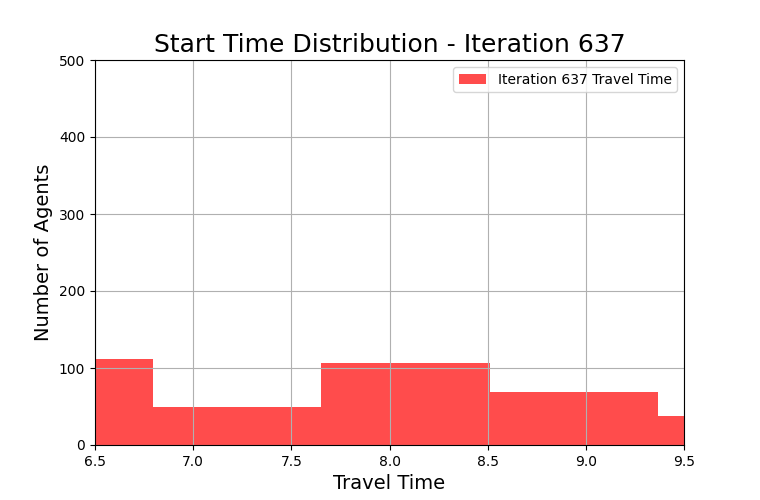 Start Time Distribution - Iteration 637
Iteration 637 Travel Time
Number of Agents
500
400
300
200
100
0
6.5 7.0 7.5 8.0 8.5 9.0 9.5
Travel Time